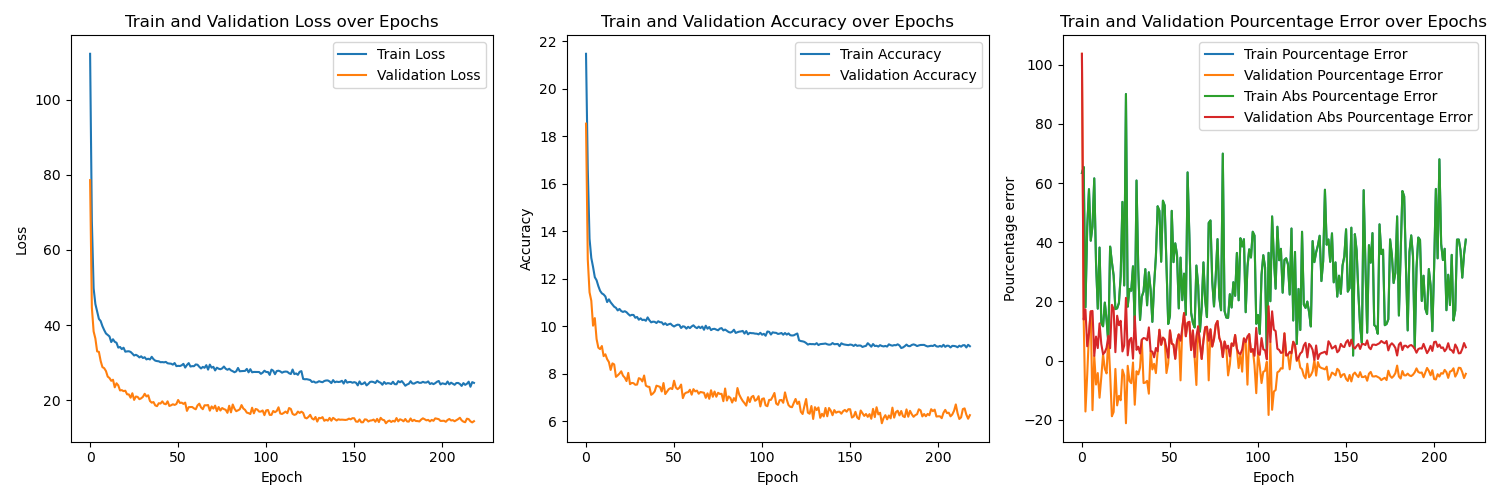 Train and Validation Loss over Epochs
Train Loss
Validation Loss
100
80
60
40
20
0
50
100
150
200
Loss
Epoch
Train and Validation Accuracy over Epochs
Train Accuracy
Validation Accuracy
22
20
18
16
14
12
10
8
6
0
50
100
150
200
Accuracy
Epoch
Train and Validation Pourcentage Error over Epochs
Train Pourcentage Error
Validation Pourcentage Error
Train Abs Pourcentage Error
Validation Abs Pourcentage Error
100
80
60
40
20
0
−20
0
50
100
150
200
Pourcentage error
Epoch